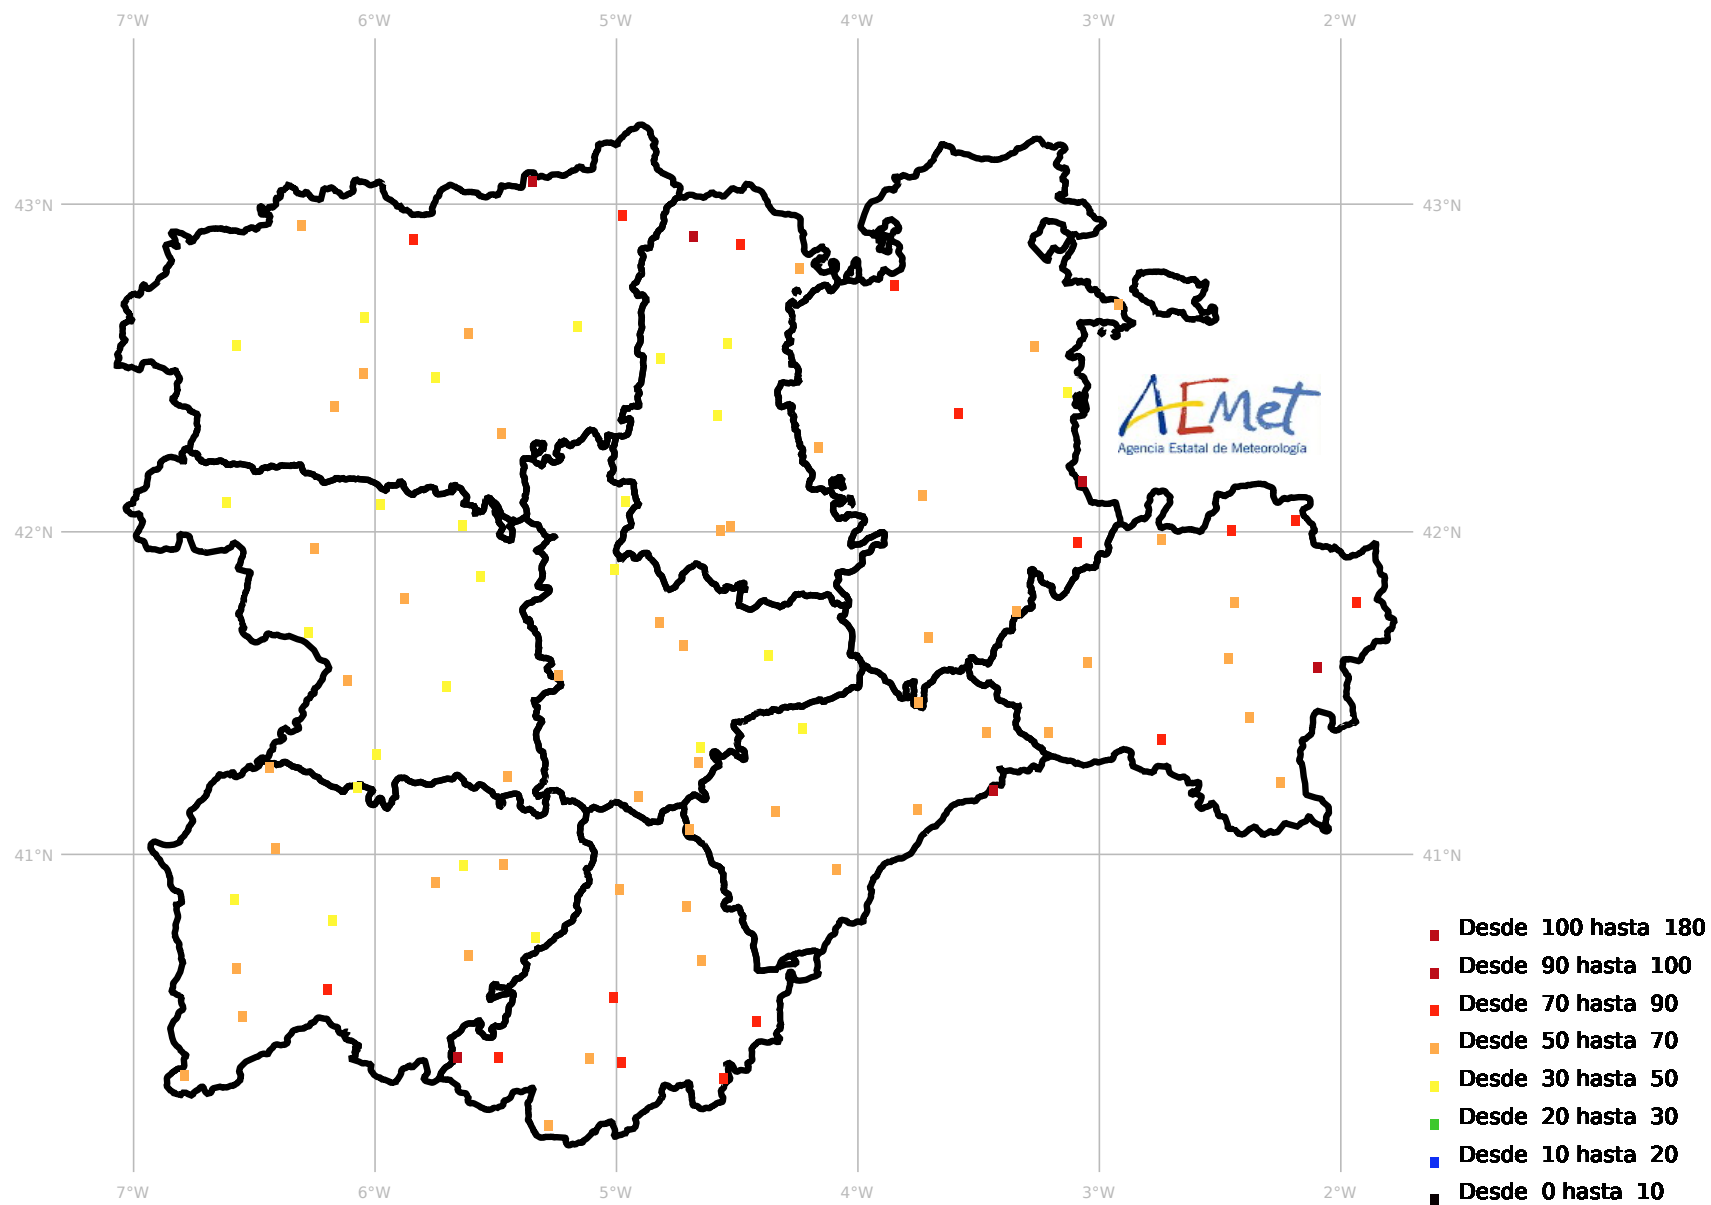 7°W 6°W 5°W 4°W 3°W 2°W
43°N 43°N
AEMet
Agencia Estatal de Meteorología
42°N 42°N
41°N 41°N
Desde 100 hasta 180
Desde 90 hasta 100
Desde 70 hasta 90
Desde 50 hasta 70
Desde 30 hasta 50
Desde 20 hasta 30
Desde 10 hasta 20
Desde 0 hasta 10
7°W 6°W 5°W 4°W 3°W 2°W